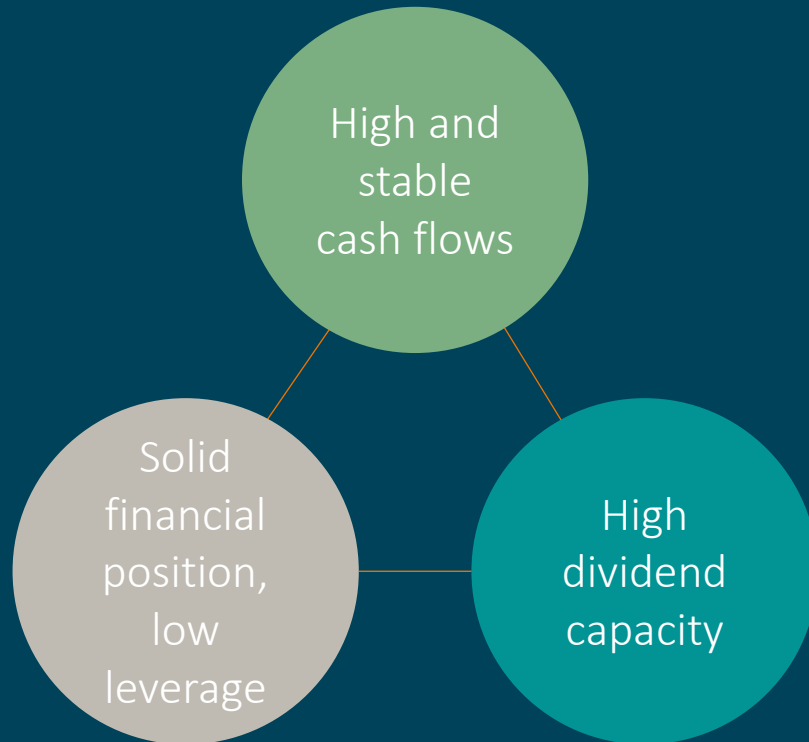 High and
stable
cash flows
Solid
financial
position,
low
leverage
High
dividend
capacity